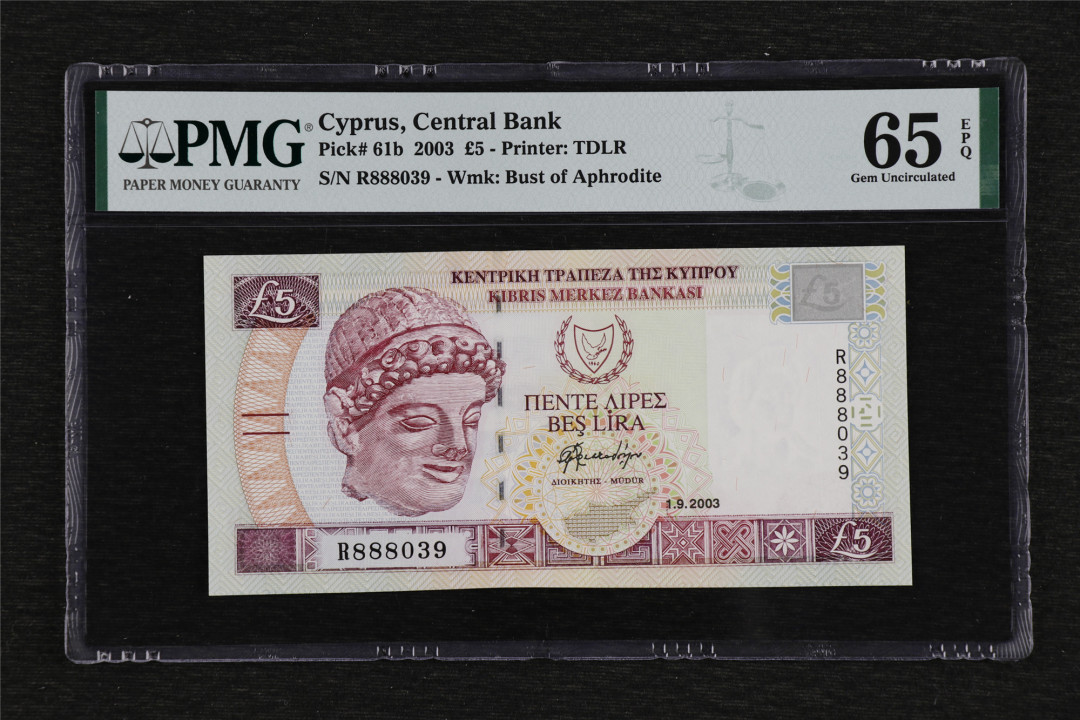 PMG®
PAPER MONEY GUARANTY
Cyprus, Central Bank
Pick# 61b 2003 £5 - Printer: TDLR
S/N R888039 - Wmk: Bust of Aphrodite
65
EPQ
Gem Uncirculated
£5
ΚΕΝΤΡΙΚΗ ΤΡΑΠΕΖΑ ΤΗΣ ΚΥΠΡΟΥ
KIBRIS MERKEZ BANKASI
£5
1960
R888039
ΠΕΝΤΕ ΛΙΡΕΣ
BEŞ LİRA
ΔΙΟΙΚΗΤΗΣ - MÜDÜR
1.9.2003
R888039
£5